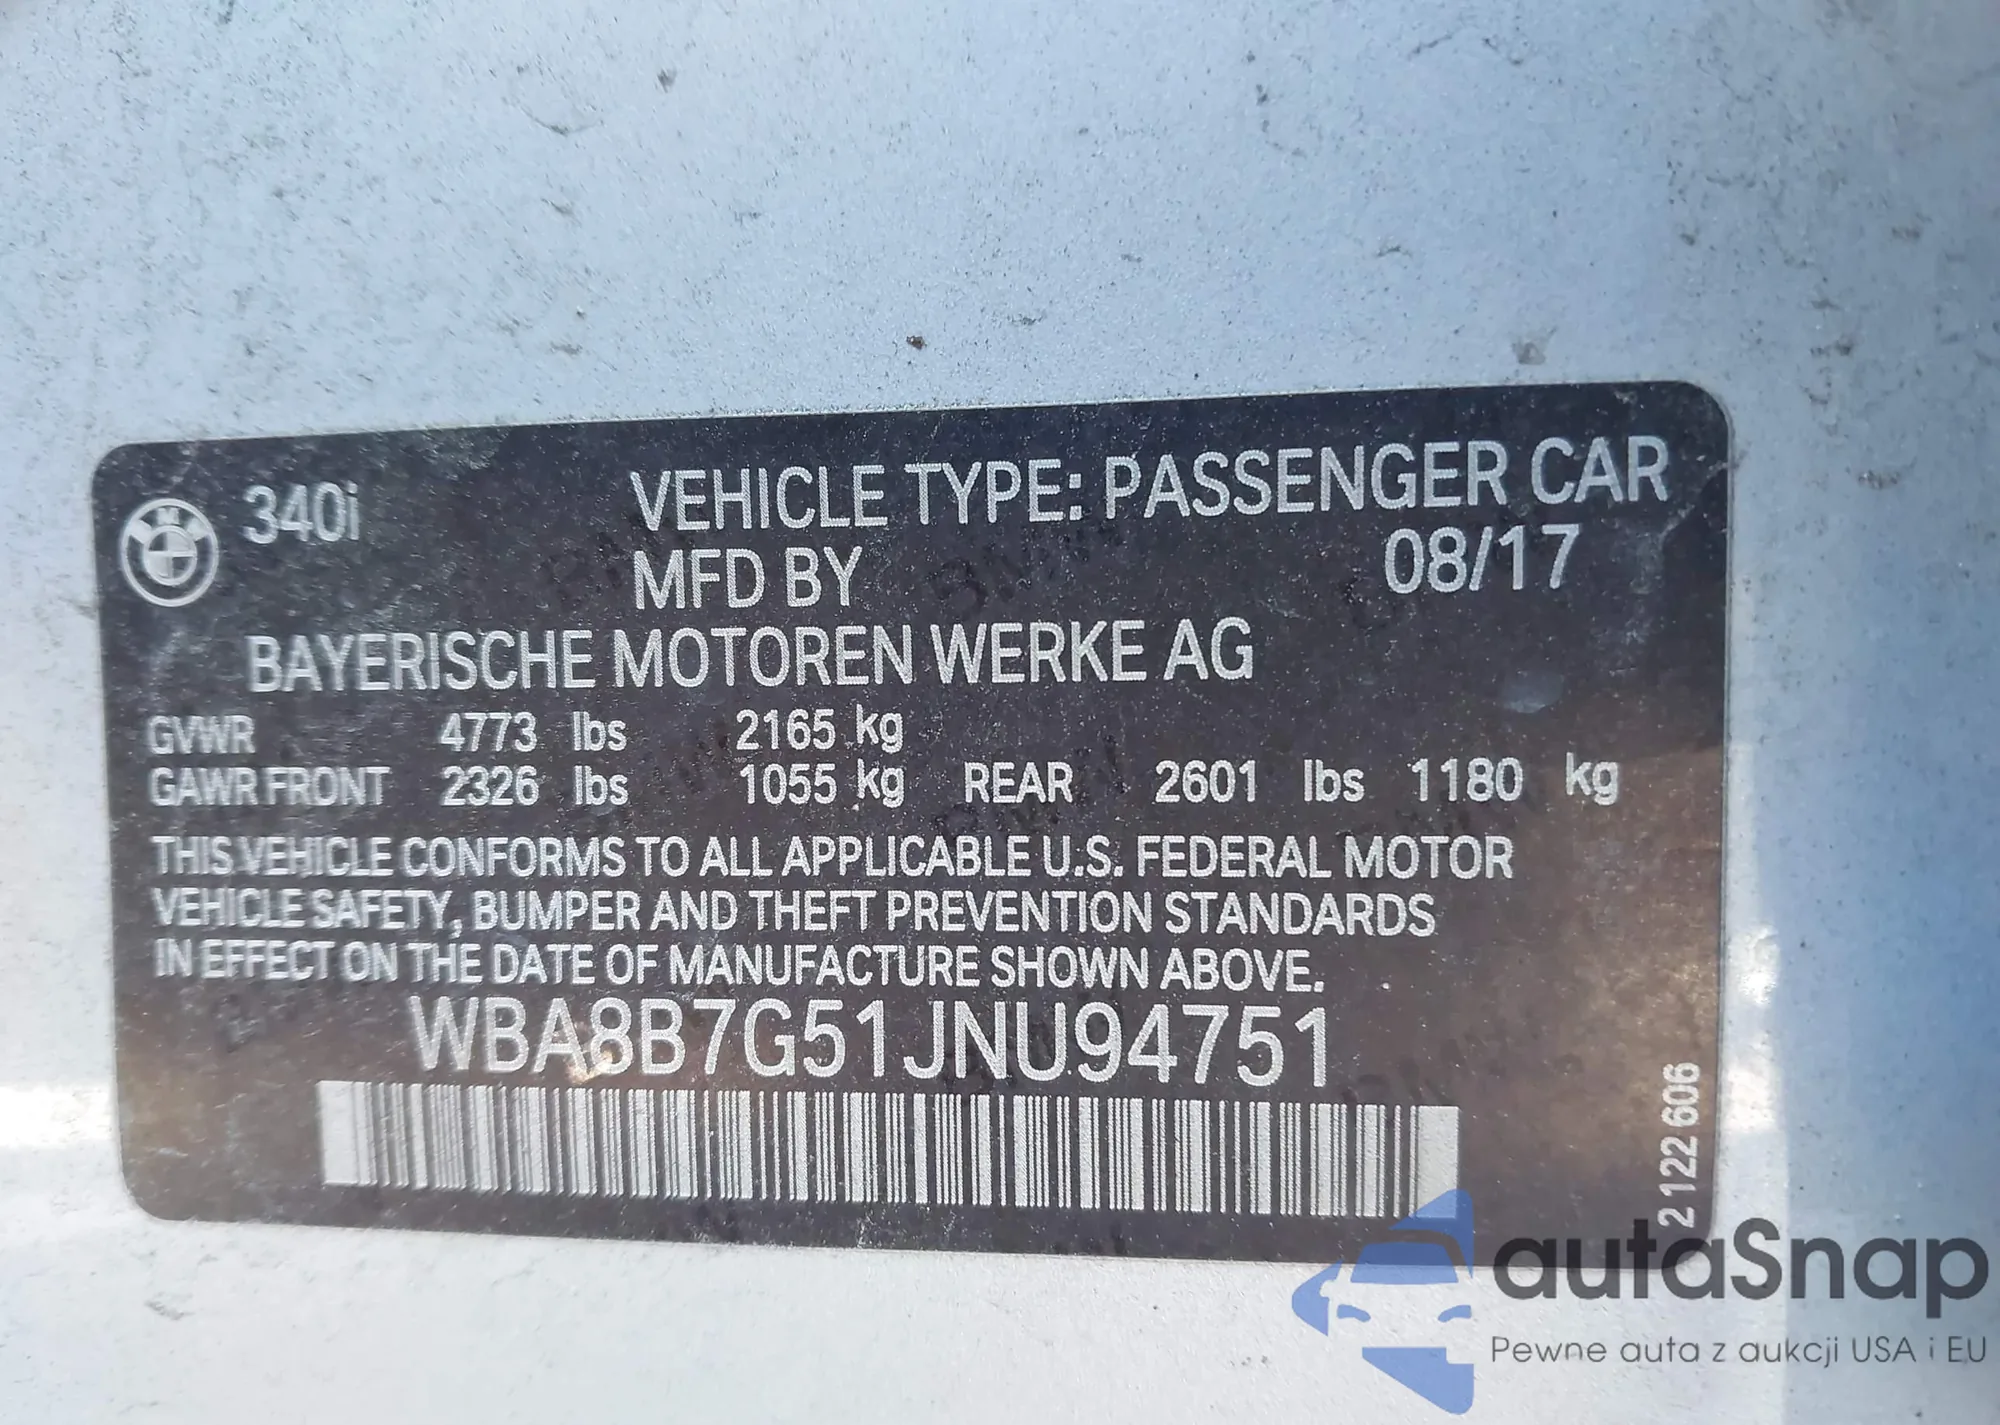 340i
VEHICLE TYPE: PASSENGER CAR
MFD BY 08/17
BAYERISCHE MOTOREN WERKE AG
GVWR 4773 lbs 2165 kg
GAWR FRONT 2326 lbs 1055 kg REAR 2601 lbs 1180 kg
THIS VEHICLE CONFORMS TO ALL APPLICABLE U.S. FEDERAL MOTOR
VEHICLE SAFETY, BUMPER AND THEFT PREVENTION STANDARDS
IN EFFECT ON THE DATE OF MANUFACTURE SHOWN ABOVE.
WBA8B7G51JNU94751
2 122 606
autaSnap
Pewne auta z aukcji USA i EU